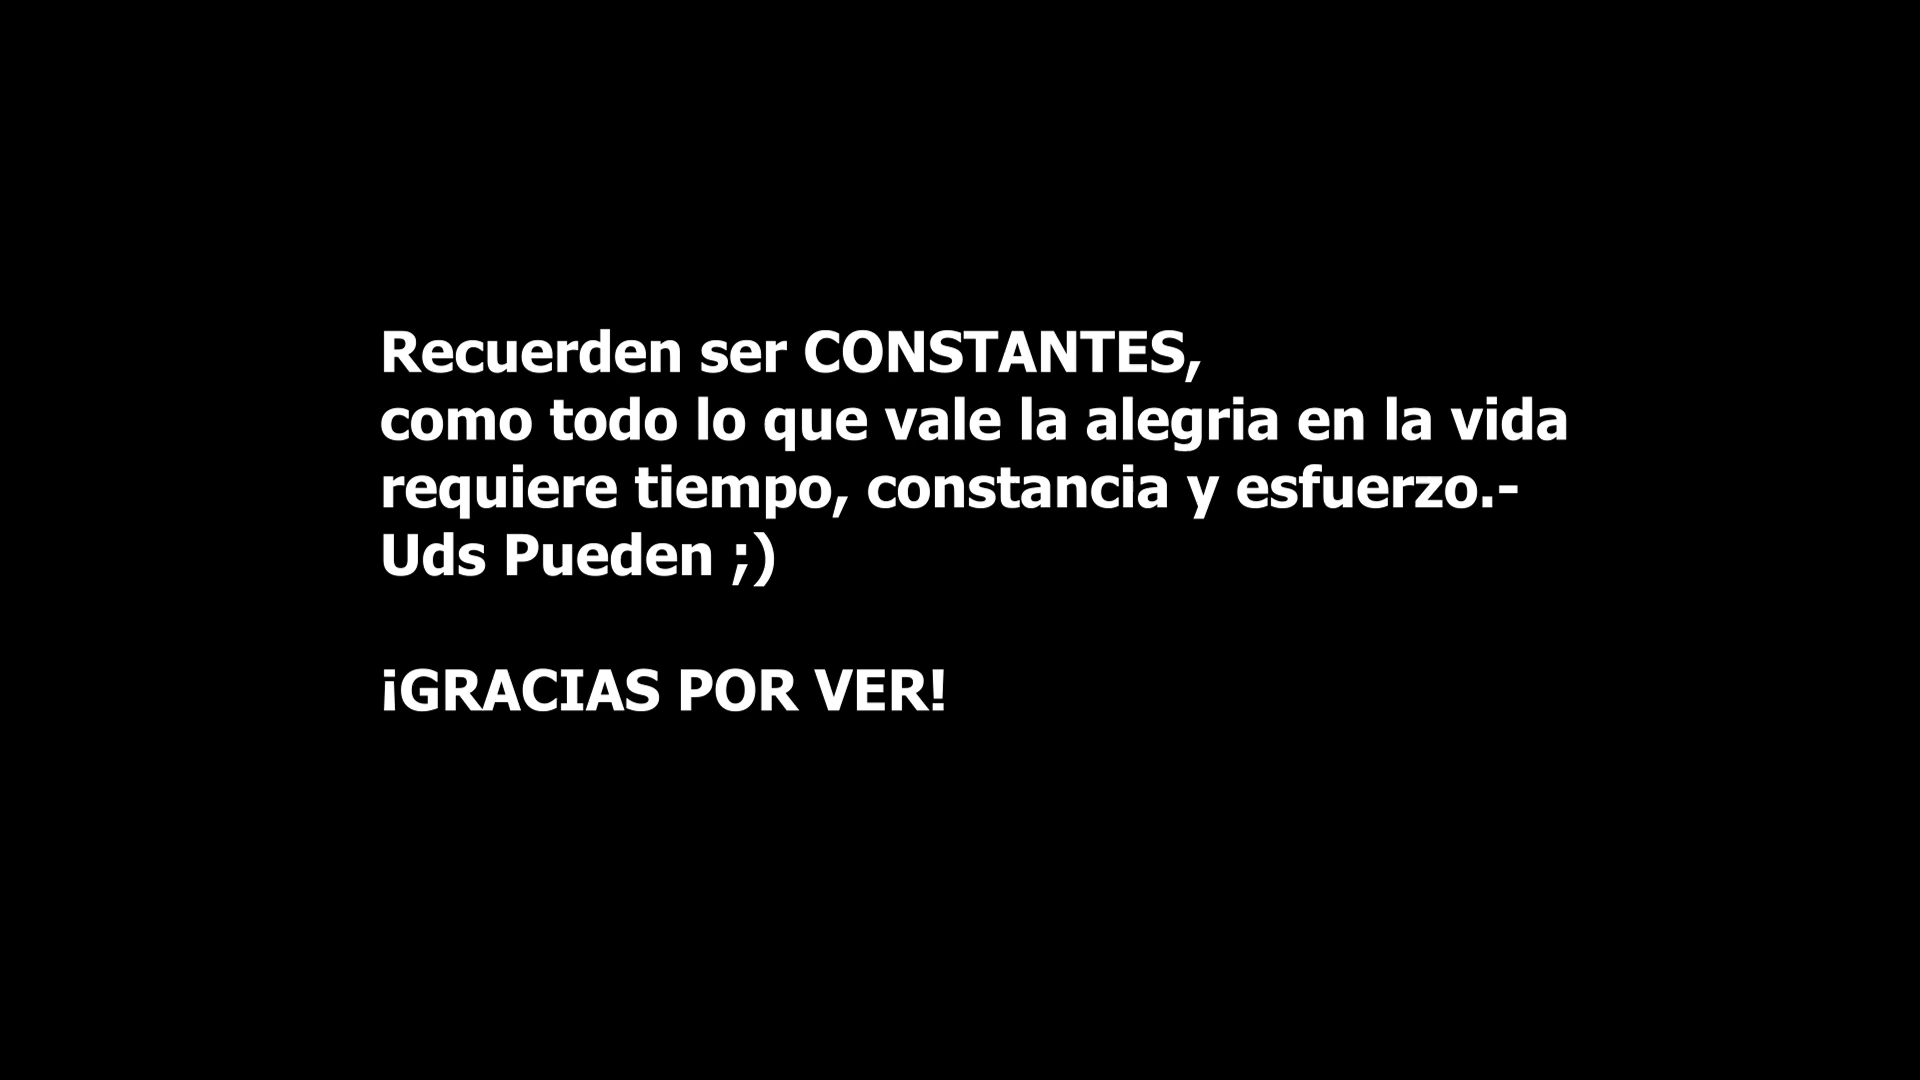 Recuerden ser CONSTANTES,
como todo lo que vale la alegria en la vida
requiere tiempo, constancia y esfuerzo.-
Uds Pueden ;)
¡GRACIAS POR VER!